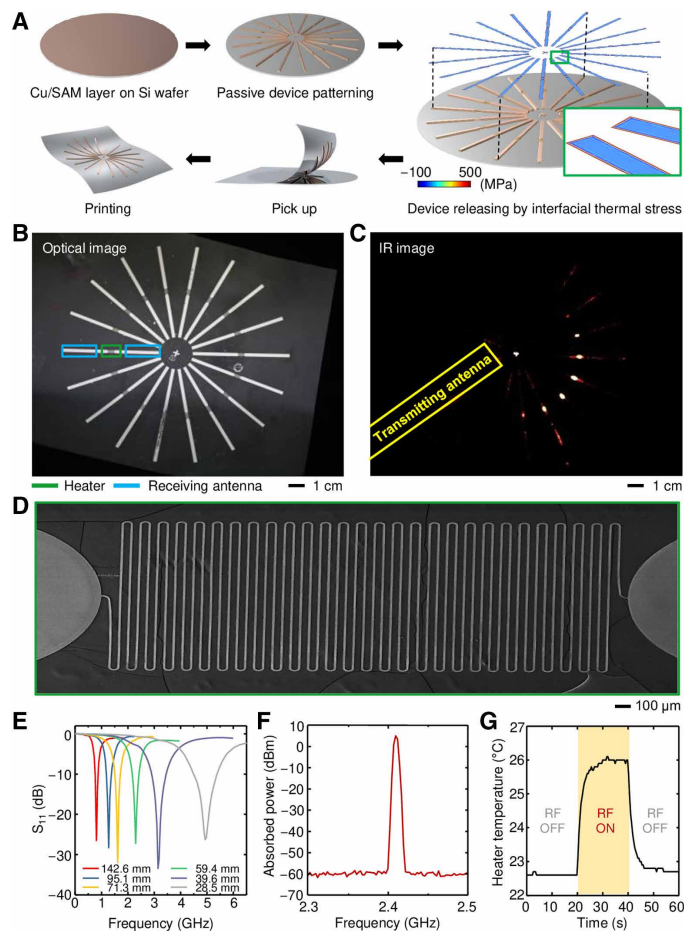 A
Cu/SAM layer on Si wafer
Passive device patterning
Printing
Pick up
−100 500 (MPa)
Device releasing by interfacial thermal stress
B
Optical image
Heater Receiving antenna 1 cm
C
IR image
Transmitting antenna
1 cm
D
100 μm
E
S11 (dB)
0
−10
−20
−30
−40
142.6 mm
95.1 mm
71.3 mm
59.4 mm
39.6 mm
28.5 mm
0 1 2 3 4 5 6
Frequency (GHz)
F
Absorbed power (dBm)
10
0
−10
−20
−30
−40
−50
−60
−70
2.3 2.4 2.5
Frequency (GHz)
G
Heater temperature (°C)
27
26
25
24
23
22
RF OFF
RF ON
RF OFF
0 20 40 60
Time (s)